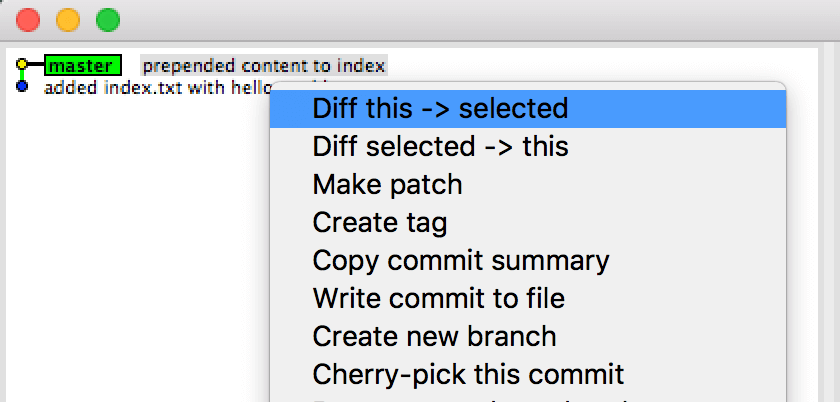 master prepended content to index
added index.txt with hello
Diff this -> selected
Diff selected -> this
Make patch
Create tag
Copy commit summary
Write commit to file
Create new branch
Cherry-pick this commit